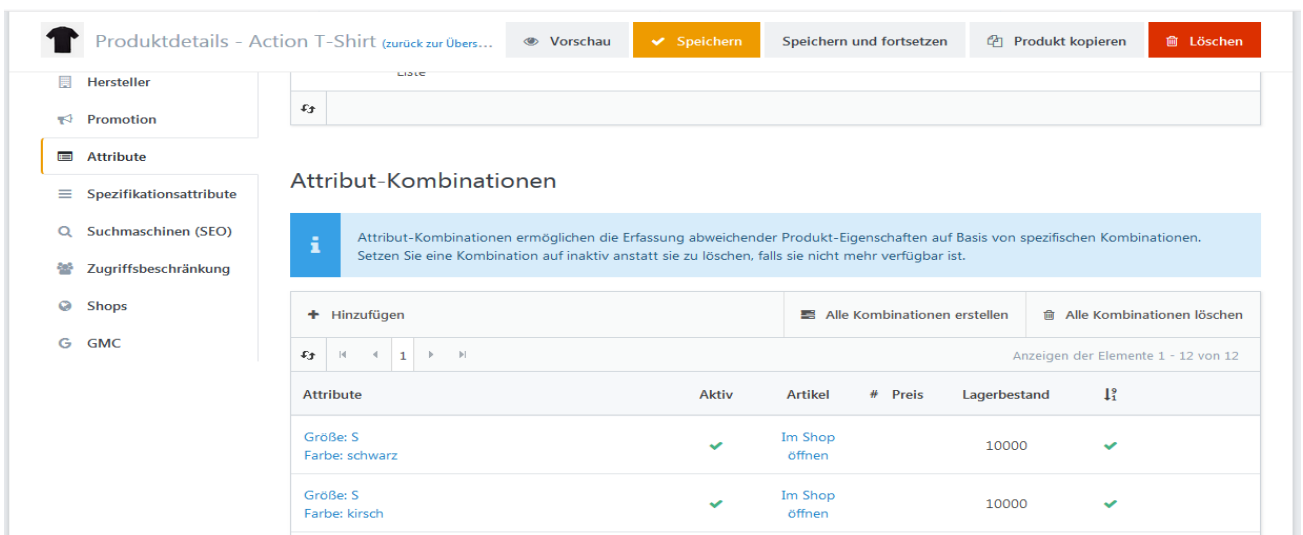 Produktdetails - Action T-Shirt (zurück zur Übers...
Vorschau
Speichern
Speichern und fortsetzen
Produkt kopieren
Löschen
Hersteller
Promotion
Attribute
Spezifikationsattribute
Suchmaschinen (SEO)
Zugriffsbeschränkung
Shops
G GMC
Liste
Attribut-Kombinationen
Attribut-Kombinationen ermöglichen die Erfassung abweichender Produkt-Eigenschaften auf Basis von spezifischen Kombinationen.
Setzen Sie eine Kombination auf inaktiv anstatt sie zu löschen, falls sie nicht mehr verfügbar ist.
Hinzufügen
Alle Kombinationen erstellen
Alle Kombinationen löschen
1
Anzeigen der Elemente 1 - 12 von 12
Attribute Aktiv Artikel # Preis Lagerbestand
Größe: S
Farbe: schwarz
Im Shop
öffnen
10000
Größe: S
Farbe: kirsch
Im Shop
öffnen
10000